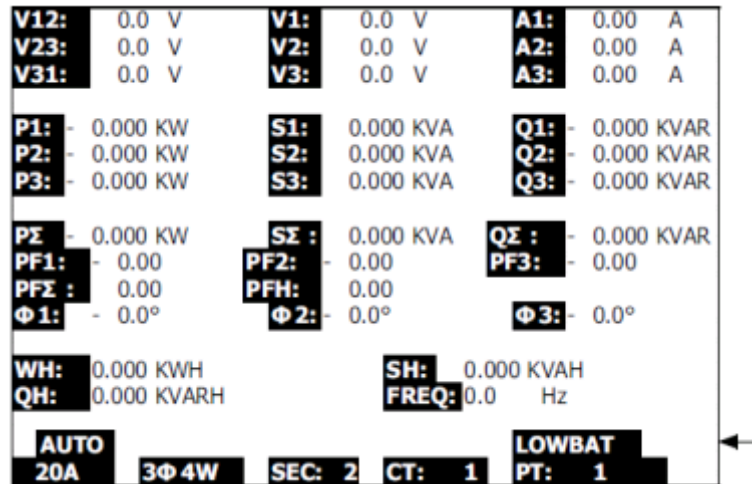 V12: 0.0 V V1: 0.0 V A1: 0.00 A
V23: 0.0 V V2: 0.0 V A2: 0.00 A
V31: 0.0 V V3: 0.0 V A3: 0.00 A
P1: - 0.000 KW S1: 0.000 KVA Q1: - 0.000 KVAR
P2: - 0.000 KW S2: 0.000 KVA Q2: - 0.000 KVAR
P3: - 0.000 KW S3: 0.000 KVA Q3: - 0.000 KVAR
PΣ - 0.000 KW SΣ : 0.000 KVA QΣ : - 0.000 KVAR
PF1: - 0.00 PF2: - 0.00 PF3: - 0.00
PFΣ : 0.00 PFH: 0.00
Φ1: - 0.0° Φ2: - 0.0° Φ3: - 0.0°
WH: 0.000 KWH SH: 0.000 KVAH
QH: 0.000 KVARH FREQ: 0.0 Hz
AUTO LOWBAT
20A 3Φ4W SEC: 2 CT: 1 PT: 1